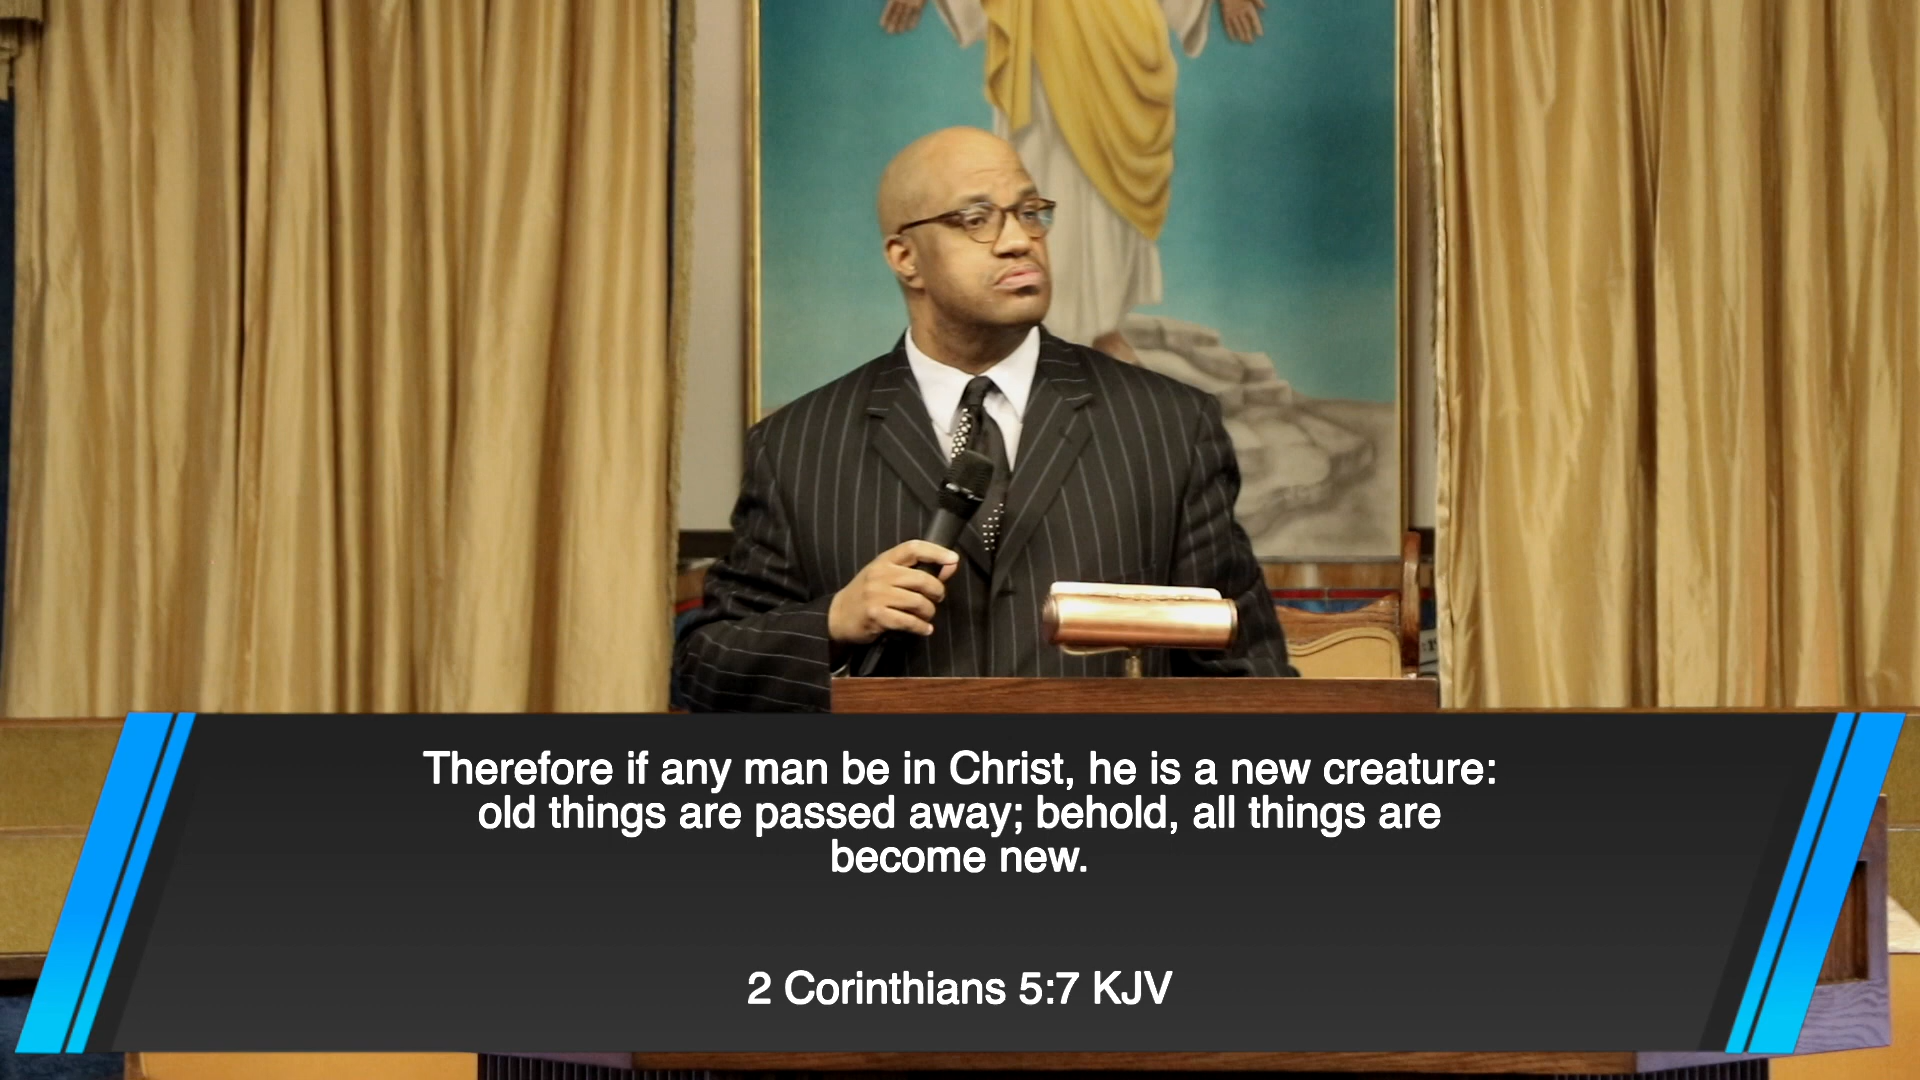 Therefore if any man be in Christ, he is a new creature:
old things are passed away; behold, all things are
become new.
2 Corinthians 5:7 KJV